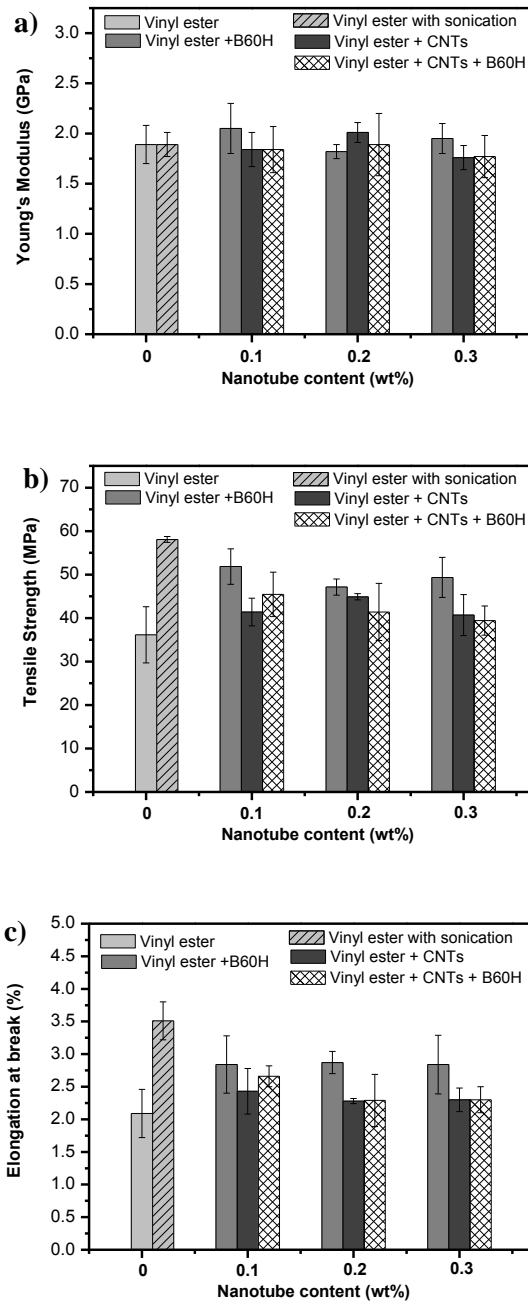 a)
Vinyl ester
Vinyl ester +B60H
Vinyl ester with sonication
Vinyl ester + CNTs
Vinyl ester + CNTs + B60H
Young's Modulus (GPa)
3.0
2.5
2.0
1.5
1.0
0.5
0.0
0 0.1 0.2 0.3
Nanotube content (wt%)
b)
Vinyl ester
Vinyl ester +B60H
Vinyl ester with sonication
Vinyl ester + CNTs
Vinyl ester + CNTs + B60H
Tensile Strength (MPa)
70
60
50
40
30
20
10
0
0 0.1 0.2 0.3
Nanotube content (wt%)
c)
Vinyl ester
Vinyl ester +B60H
Vinyl ester with sonication
Vinyl ester + CNTs
Vinyl ester + CNTs + B60H
Elongation at break (%)
5.0
4.5
4.0
3.5
3.0
2.5
2.0
1.5
1.0
0.5
0.0
0 0.1 0.2 0.3
Nanotube content (wt%)